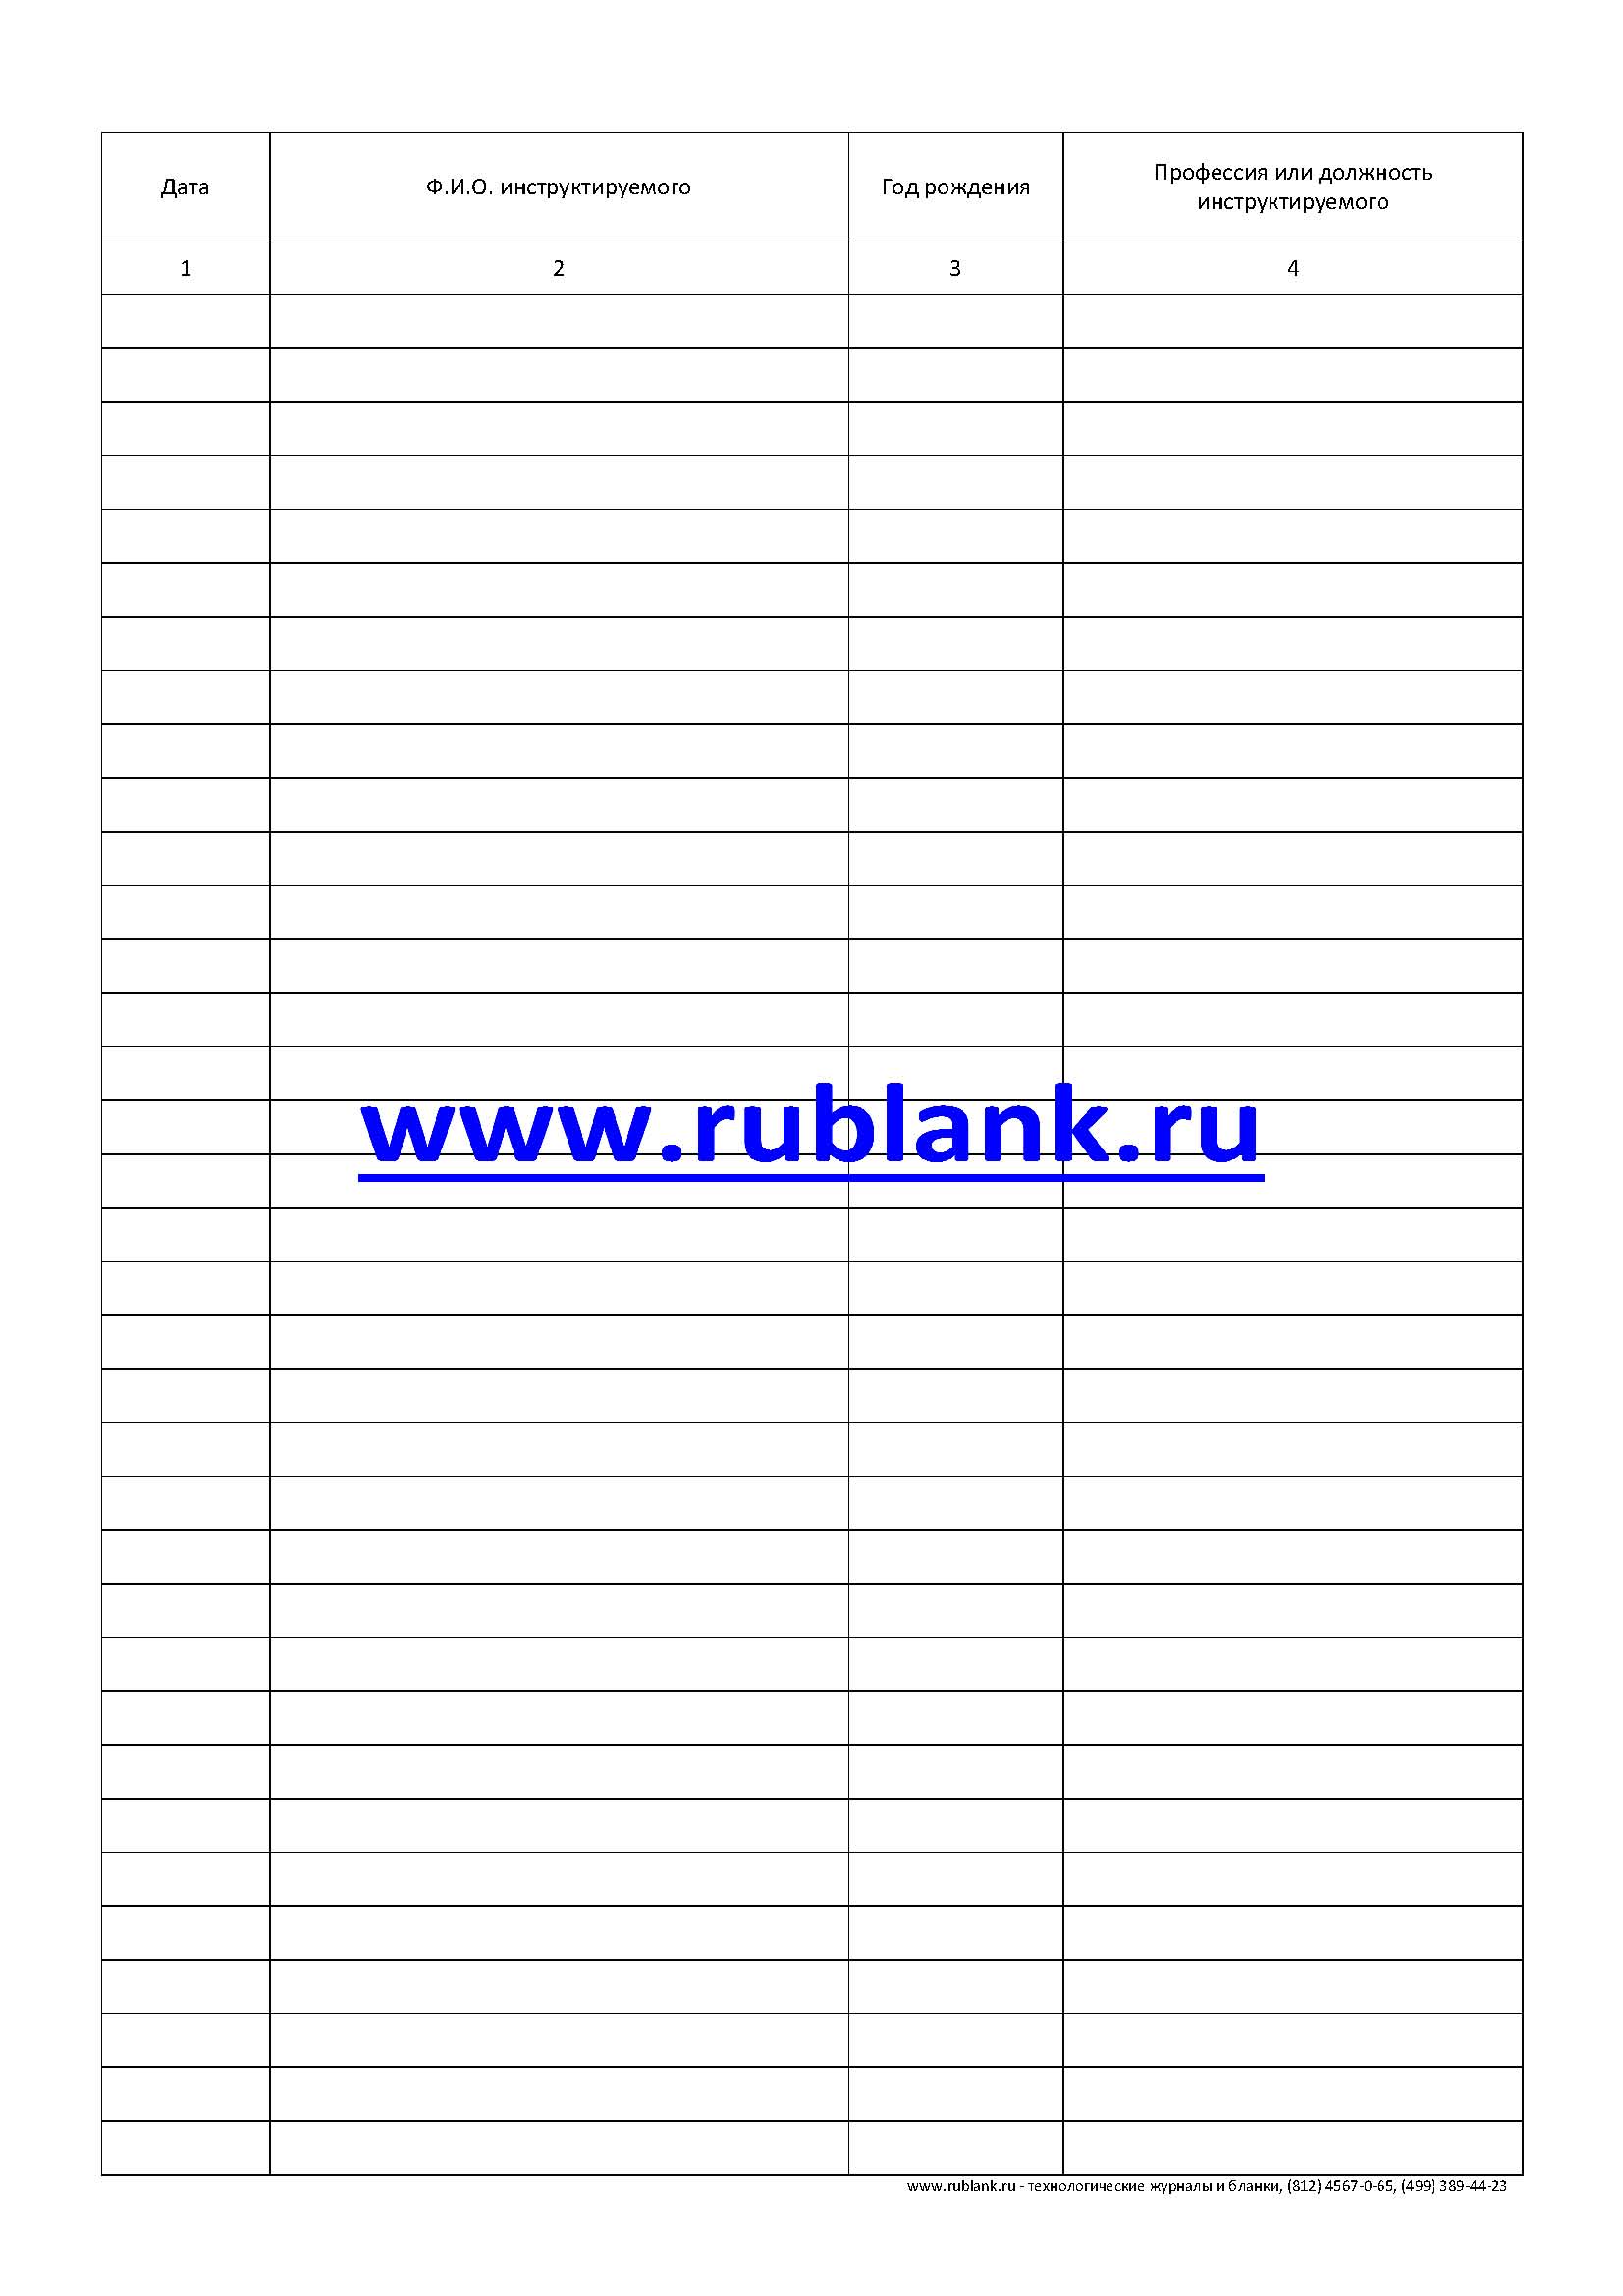 Дата
Ф.И.О. инструктируемого
Год рождения
Профессия или должность
инструктируемого
1
2
3
4
www.rublank.ru
www.rublank.ru - технологические журналы и бланки, (812) 4567-0-65, (499) 389-44-23